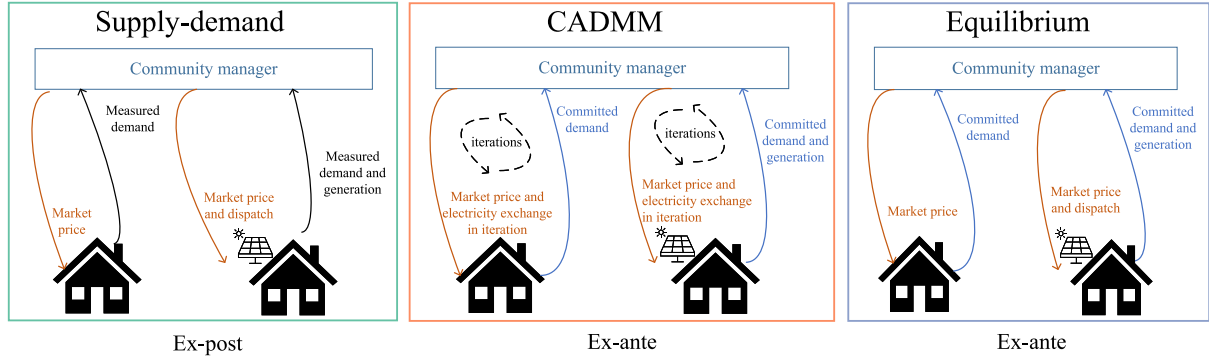 Supply-demand
Community manager
Measured
demand
Measured
demand and
generation
Market
price
Market price
and dispatch
Ex-post
CADMM
Community manager
Committed
demand
iterations
iterations
Committed
demand and
generation
Market price and
electricity exchange
in iteration
Market price and
electricity exchange
in iteration
Ex-ante
Equilibrium
Community manager
Committed
demand
Committed
demand and
generation
Market price
Market price
and dispatch
Ex-ante